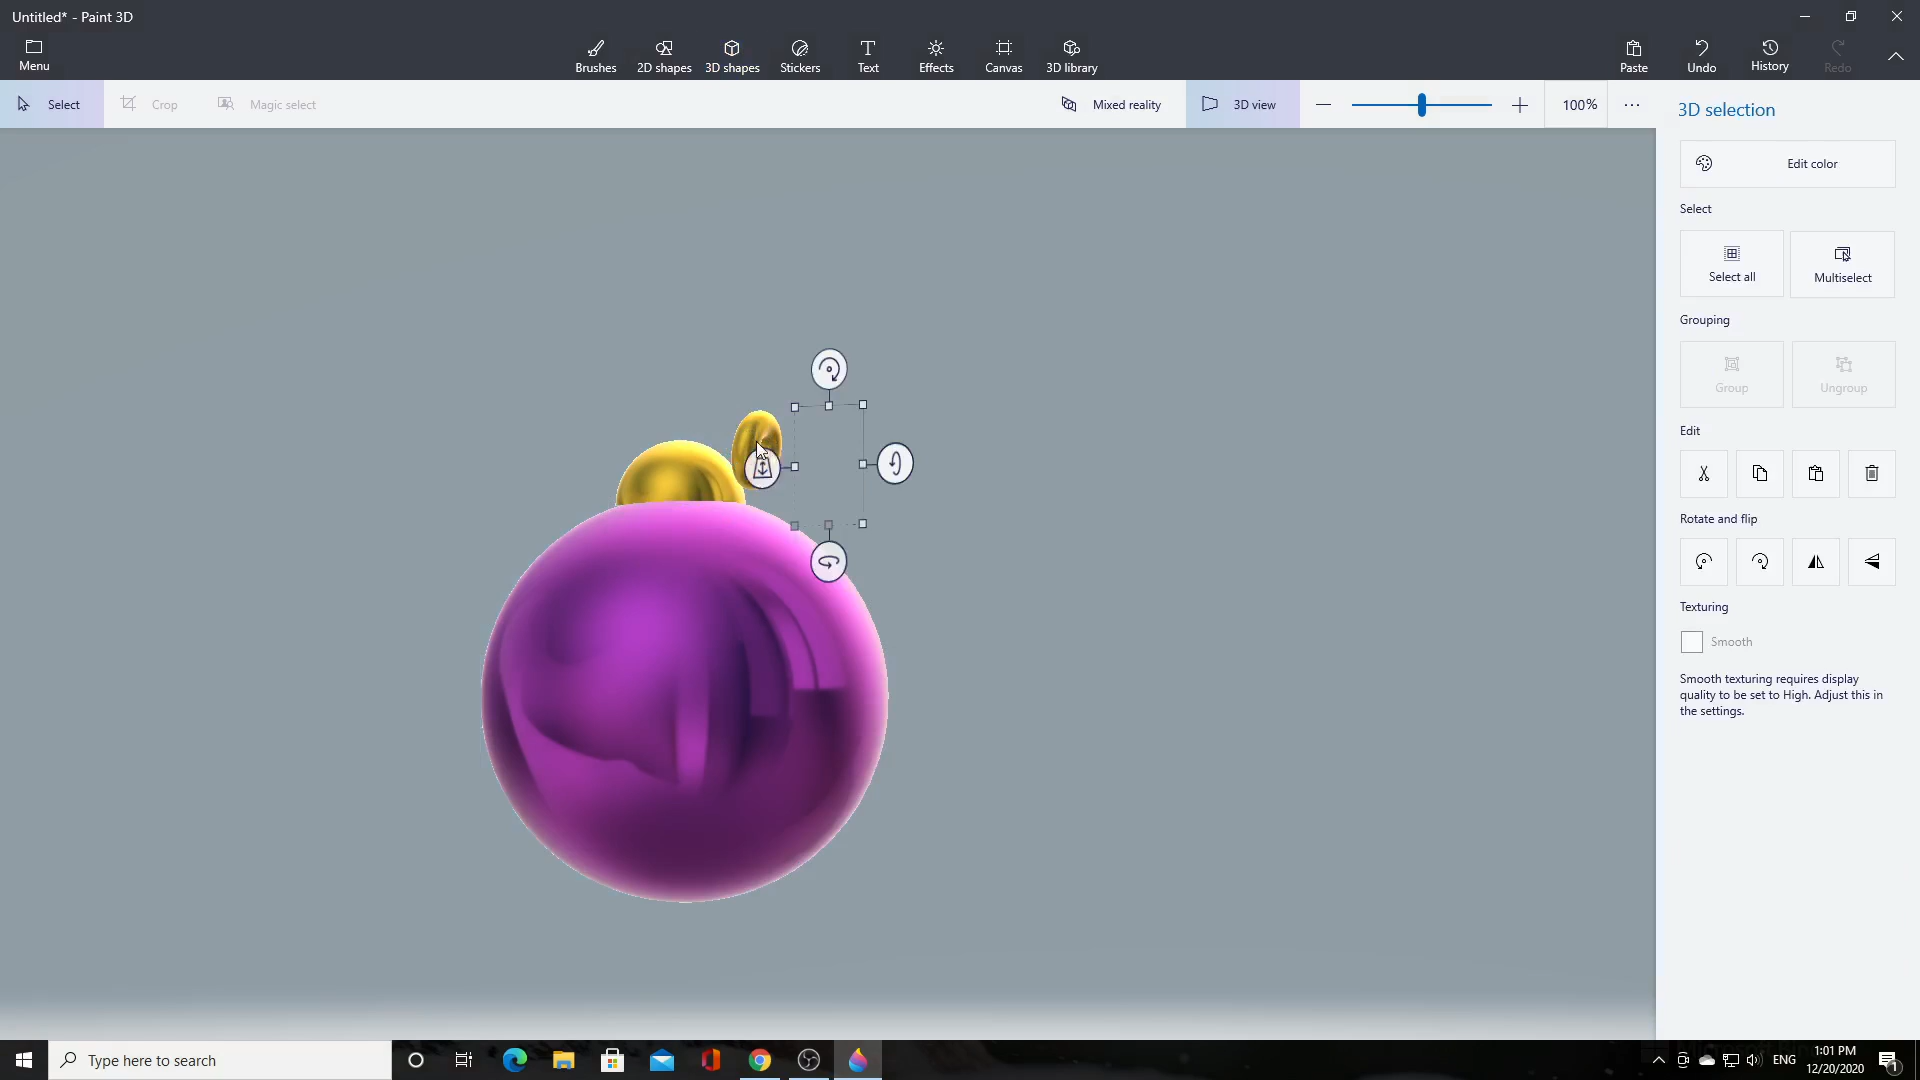 Untitled* - Paint 3D
Menu
Brushes
2D shapes
3D shapes
Stickers
Text
Effects
Canvas
3D library
Paste
Undo
History
Redo
Select
Crop
Magic select
Mixed reality
3D view
100%
3D selection
Edit color
Select
Select all
Multiselect
Grouping
Group
Ungroup
Edit
Rotate and flip
Texturing
Smooth
Smooth texturing requires display
quality to be set to High. Adjust this in
the settings.
Type here to search
ENG
1:01 PM
12/20/2020
1